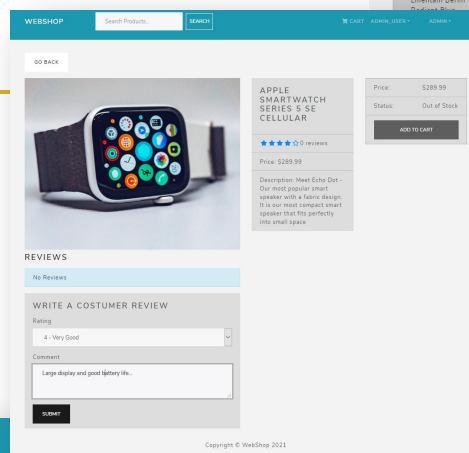 WEBSHOP
Search Products...
SEARCH
CART
ADMIN_USER
ADMIN
GO BACK
APPLE
SMARTWATCH
SERIES 5 SE
CELLULAR
0 reviews
Price: $289.99
Description: Meet Echo Dot -
Our most popular smart
speaker with a fabric design.
It is our most compact smart
speaker that fits perfectly
into small space
Price: $289.99
Status: Out of Stock
ADD TO CART
REVIEWS
No Reviews
WRITE A COSTUMER REVIEW
Rating
4 - Very Good
Comment
Large display and good battery life...
SUBMIT
Copyright © WebShop 2021